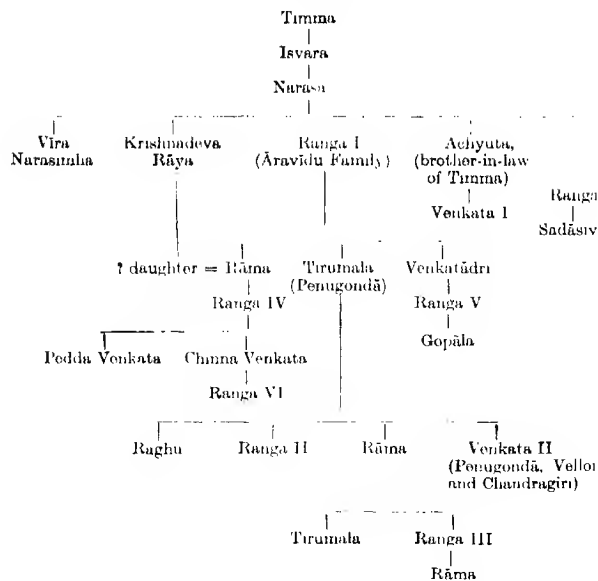 Timma
Isvara
Narasa
Vīra Krishnadeva Ranga I Achyuta,
Narasimha Rāya (Āravīdu Family) (brother-in-law
of Timma)
Ranga
Venkata I
Sadāsiv
? daughter = Rāma Tirumala Venkatādri
(Penugondā)
Ranga IV Ranga V
Pedda Venkata Chinna Venkata Gopāla
Ranga VI
Raghu Ranga II Rāma Venkata II
(Penugondā, Vellor
and Chandragiri)
Tirumala Ranga III
Rāma